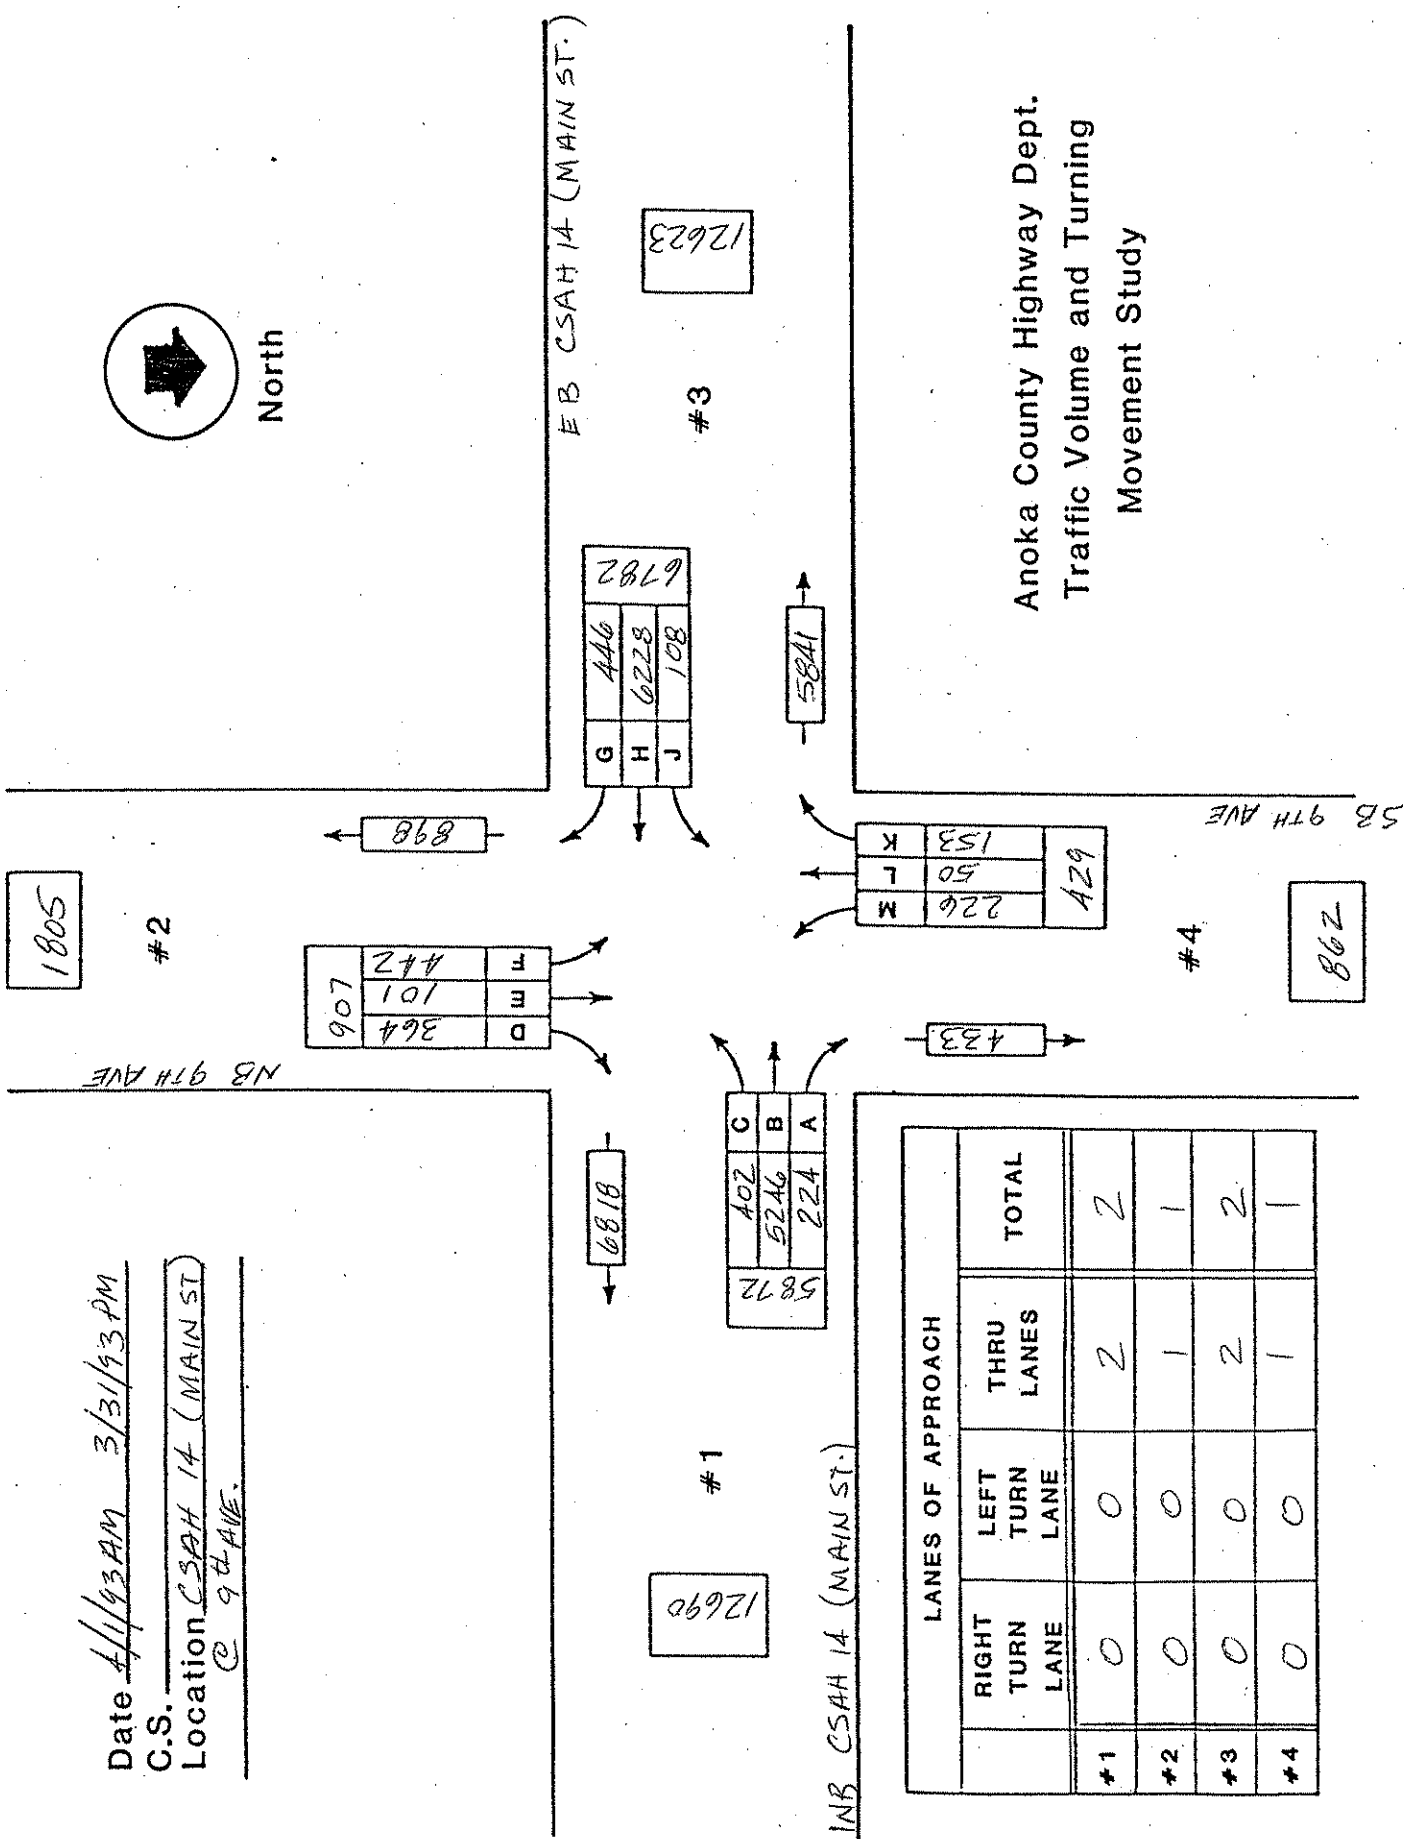 Date 4/1/93 AM 3/31/93 PM
C.S.
Location CSAH 14 (MAIN ST)
@ 9th AVE.
North
1805
#2
NB 9TH AVE
907
364 101 442
D E F
898
EB CSAH 14 (MAIN ST.)
12623
#3
G 446
H 6228
J 108
6782
5841
6818
#1
12690
5872
402 C
5246 B
224 A
INB CSAH 14 (MAIN ST.)
433
M L K
226 50 153
429
#4
862
SB 9TH AVE
LANES OF APPROACH
RIGHT TURN LANE LEFT TURN LANE THRU LANES TOTAL
#1 0 0 2 2
#2 0 0 1 1
#3 0 0 2 2
#4 0 0 1 1
Anoka County Highway Dept.
Traffic Volume and Turning
Movement Study